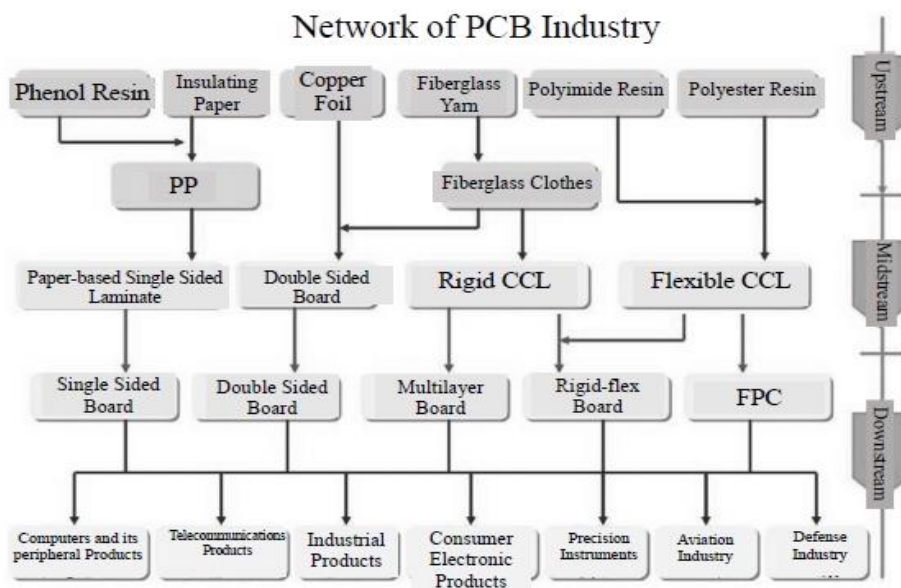 Network of PCB Industry
Phenol Resin
Insulating
Paper
Copper
Foil
Fiberglass
Yarn
Polyimide Resin
Polyester Resin
Upstream
PP
Fiberglass Clothes
Paper-based Single Sided
Laminate
Double Sided
Board
Rigid CCL
Flexible CCL
Midstream
Single Sided
Board
Double Sided
Board
Multilayer
Board
Rigid-flex
Board
FPC
Downstream
Computers and its
peripheral Products
Telecommunications
Products
Industrial
Products
Consumer
Electronic
Products
Precision
Instruments
Aviation
Industry
Defense
Industry